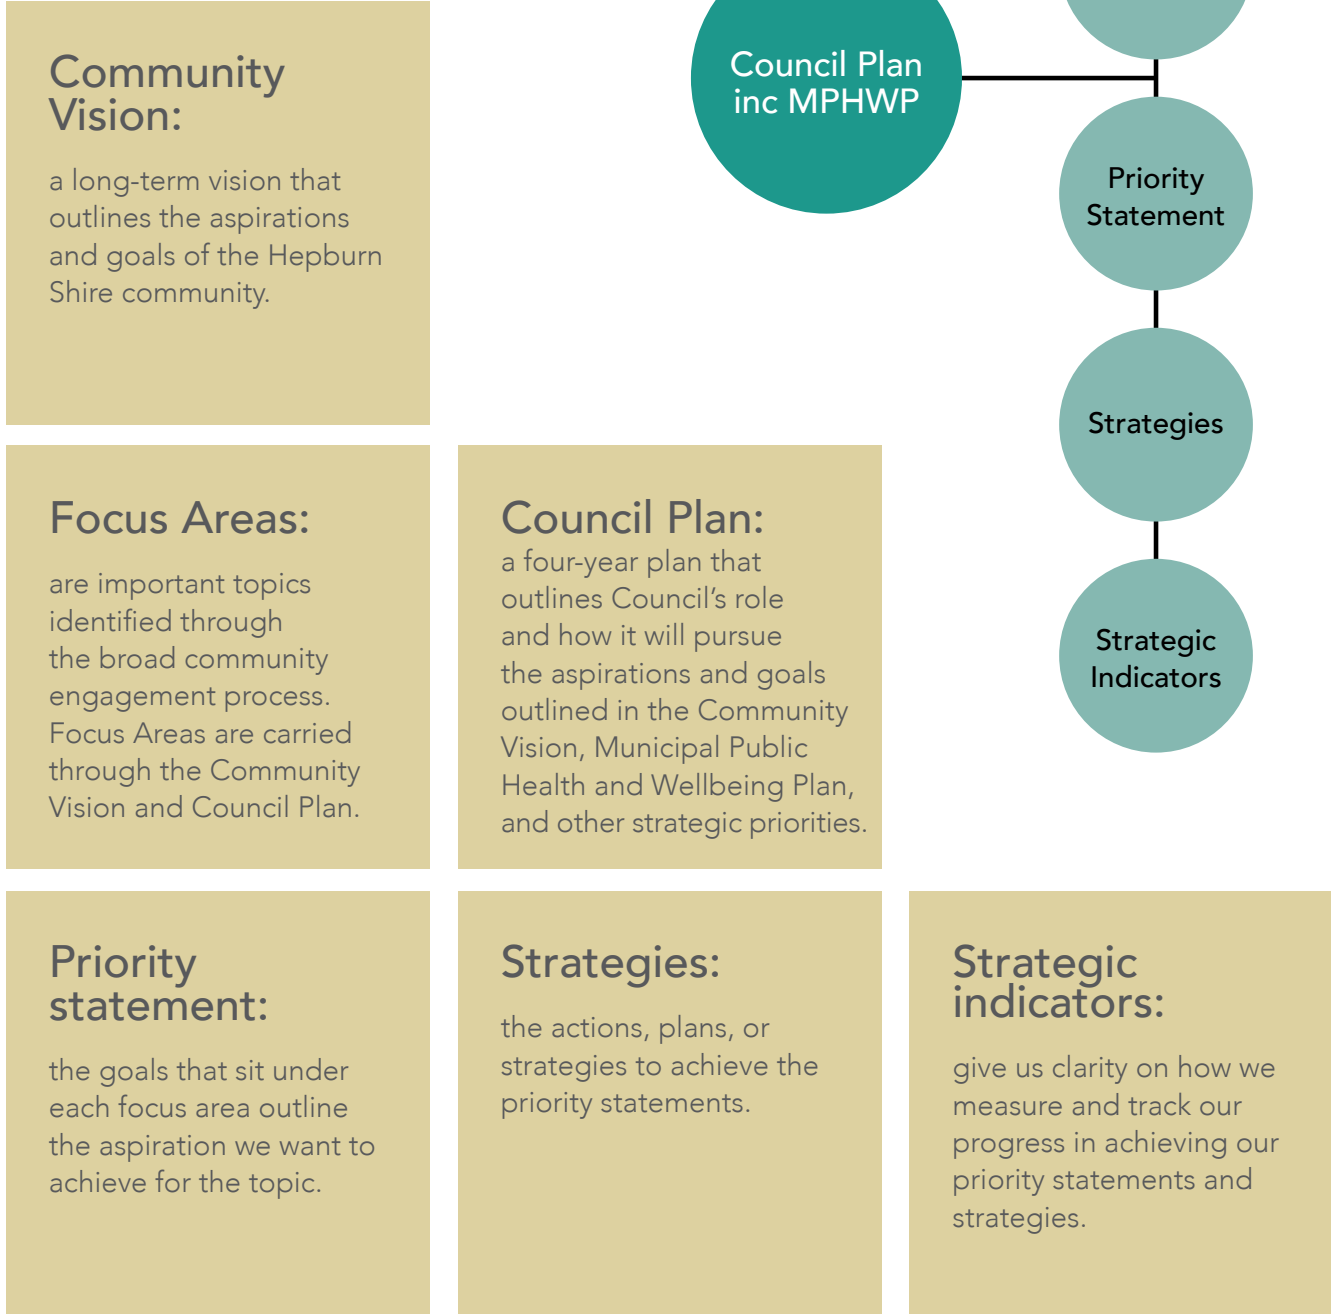 Council Plan
inc MPHWP
Priority
Statement
Strategies
Strategic
Indicators
Community
Vision:
a long-term vision that
outlines the aspirations
and goals of the Hepburn
Shire community.
Focus Areas:
are important topics
identified through
the broad community
engagement process.
Focus Areas are carried
through the Community
Vision and Council Plan.
Council Plan:
a four-year plan that
outlines Council’s role
and how it will pursue
the aspirations and goals
outlined in the Community
Vision, Municipal Public
Health and Wellbeing Plan,
and other strategic priorities.
Priority
statement:
the goals that sit under
each focus area outline
the aspiration we want to
achieve for the topic.
Strategies:
the actions, plans, or
strategies to achieve the
priority statements.
Strategic
indicators:
give us clarity on how we
measure and track our
progress in achieving our
priority statements and
strategies.